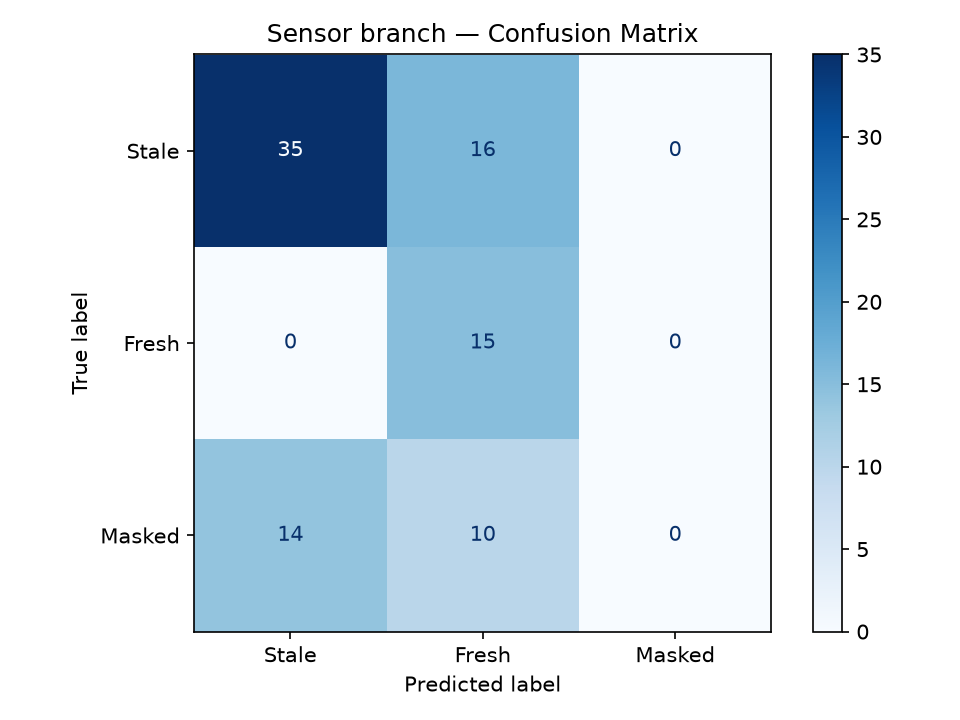 Sensor branch — Confusion Matrix
True label
Stale
Fresh
Masked
35 16 0
0 15 0
14 10 0
Stale Fresh Masked
Predicted label
35
30
25
20
15
10
5
0